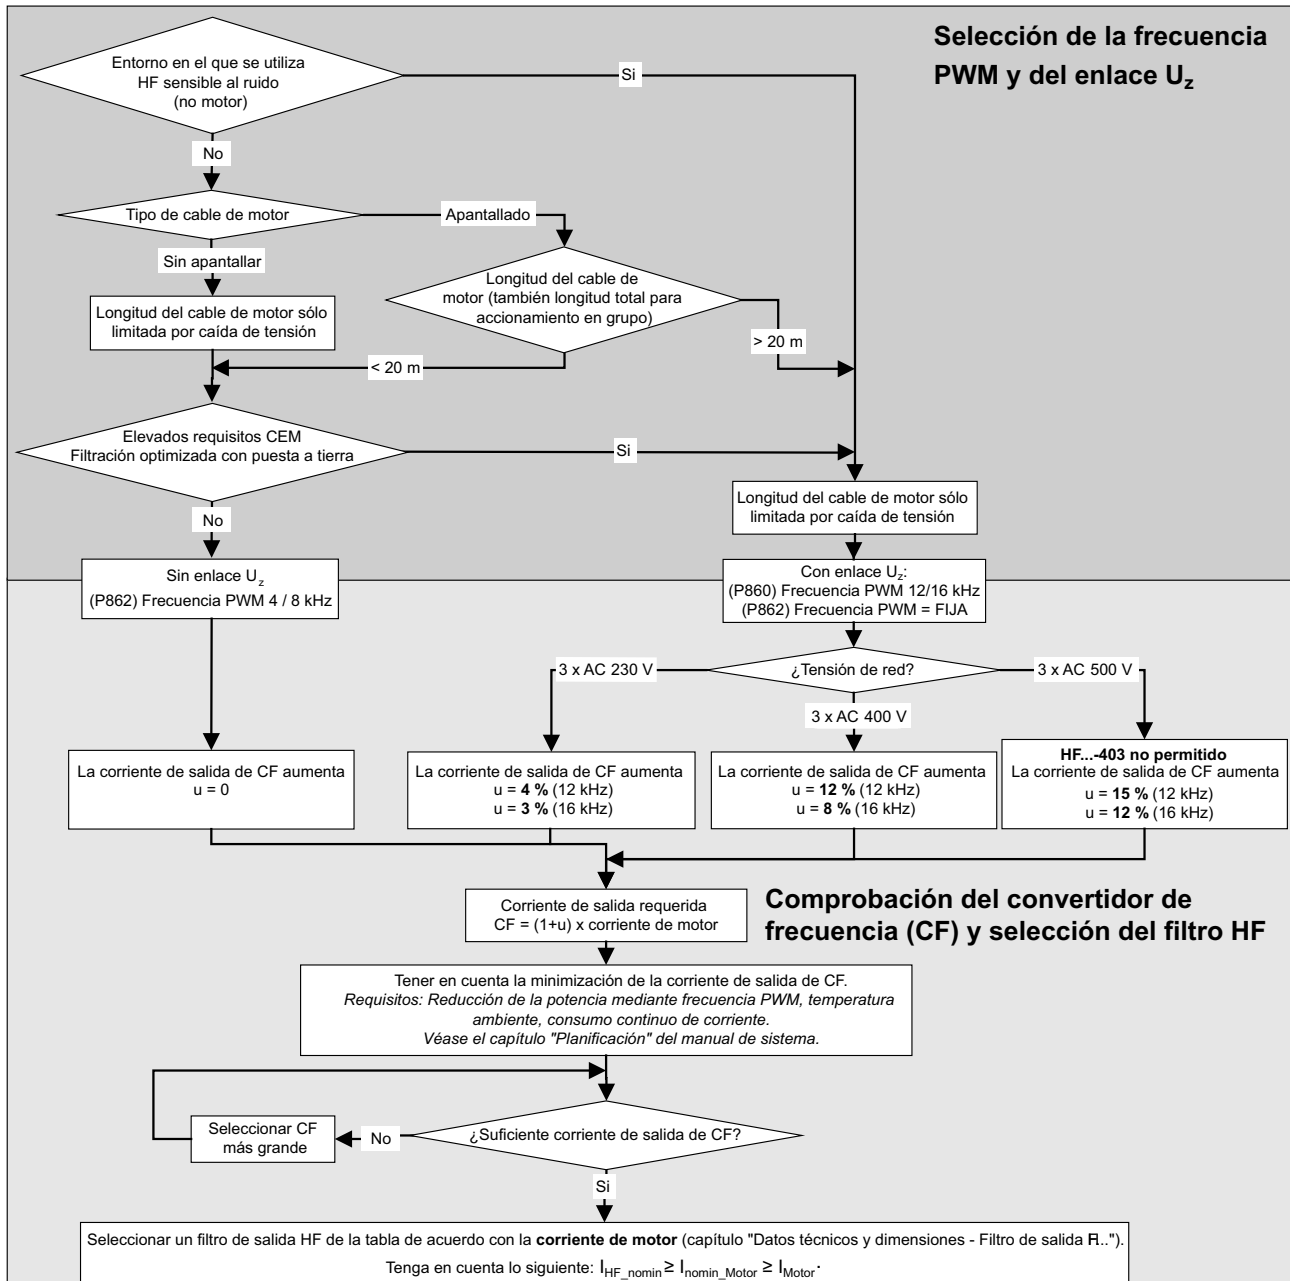 Selección de la frecuencia
PWM y del enlace Uz
Entorno en el que se utiliza
HF sensible al ruido
(no motor)
Si
No
Tipo de cable de motor
Apantallado
Sin apantallar
Longitud del cable de
motor (también longitud total para
accionamiento en grupo)
Longitud del cable de motor sólo
limitada por caída de tensión
> 20 m
< 20 m
Elevados requisitos CEM
Filtración optimizada con puesta a tierra
Si
No
Longitud del cable de motor sólo
limitada por caída de tensión
Sin enlace Uz
(P862) Frecuencia PWM 4 / 8 kHz
Con enlace Uz:
(P860) Frecuencia PWM 12/16 kHz
(P862) Frecuencia PWM = FIJA
3 x AC 230 V
¿Tensión de red?
3 x AC 500 V
3 x AC 400 V
La corriente de salida de CF aumenta
u = 0
La corriente de salida de CF aumenta
u = 4 % (12 kHz)
u = 3 % (16 kHz)
La corriente de salida de CF aumenta
u = 12 % (12 kHz)
u = 8 % (16 kHz)
HF...-403 no permitido
La corriente de salida de CF aumenta
u = 15 % (12 kHz)
u = 12 % (16 kHz)
Corriente de salida requerida
CF = (1+u) x corriente de motor
Comprobación del convertidor de
frecuencia (CF) y selección del filtro HF
Tener en cuenta la minimización de la corriente de salida de CF.
Requisitos: Reducción de la potencia mediante frecuencia PWM, temperatura
ambiente, consumo continuo de corriente.
Véase el capítulo "Planificación" del manual de sistema.
Seleccionar CF
más grande
No
¿Suficiente corriente de salida de CF?
Si
Seleccionar un filtro de salida HF de la tabla de acuerdo con la corriente de motor (capítulo "Datos técnicos y dimensiones - Filtro de salida H...").
Tenga en cuenta lo siguiente: IHF_nomin ≥ Inomin_Motor ≥ IMotor.